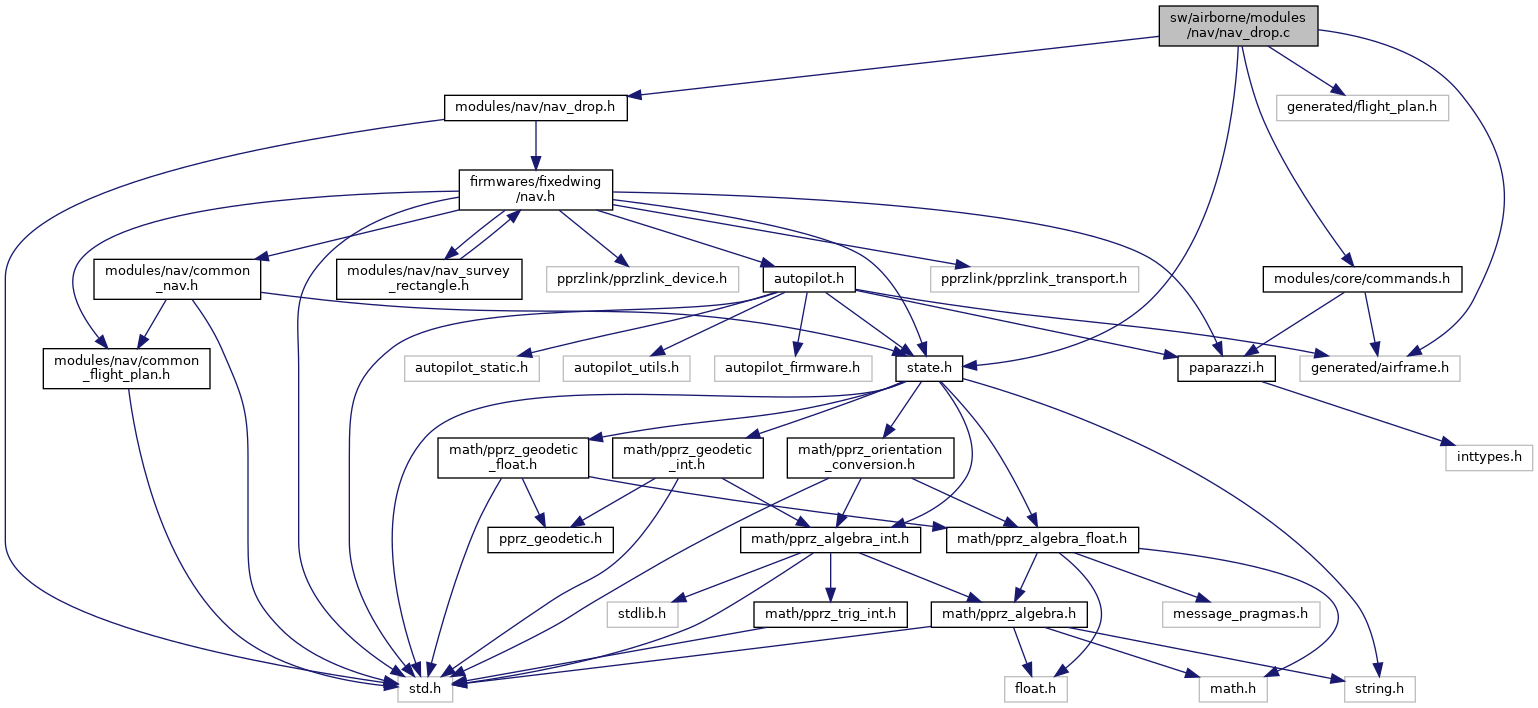 sw/airborne/modules
/nav/nav_drop.c
modules/nav/nav_drop.h
generated/flight_plan.h
firmwares/fixedwing
/nav.h
modules/nav/common
_nav.h
modules/nav/nav_survey
_rectangle.h
pprzlink/pprzlink_device.h
autopilot.h
pprzlink/pprzlink_transport.h
modules/core/commands.h
modules/nav/common
_flight_plan.h
autopilot_static.h
autopilot_utils.h
autopilot_firmware.h
state.h
paparazzi.h
generated/airframe.h
math/pprz_geodetic
_float.h
math/pprz_geodetic
_int.h
math/pprz_orientation
_conversion.h
inttypes.h
pprz_geodetic.h
math/pprz_algebra_int.h
math/pprz_algebra_float.h
stdlib.h
math/pprz_trig_int.h
math/pprz_algebra.h
message_pragmas.h
std.h
float.h
math.h
string.h